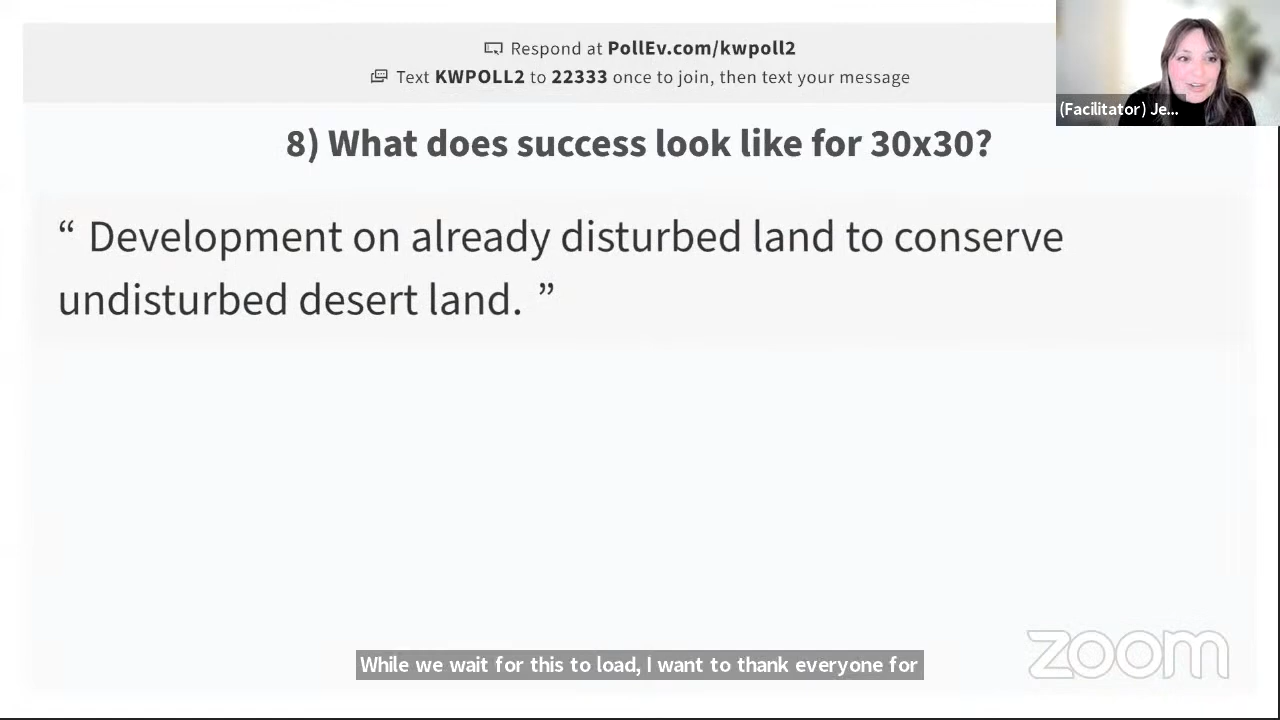 Respond at PollEv.com/kwpoll2
Text KWPOLL2 to 22333 once to join, then text your message
(Facilitator) Je...
8) What does success look like for 30x30?
“ Development on already disturbed land to conserve
undisturbed desert land. ”
While we wait for this to load, I want to thank everyone for
zoom